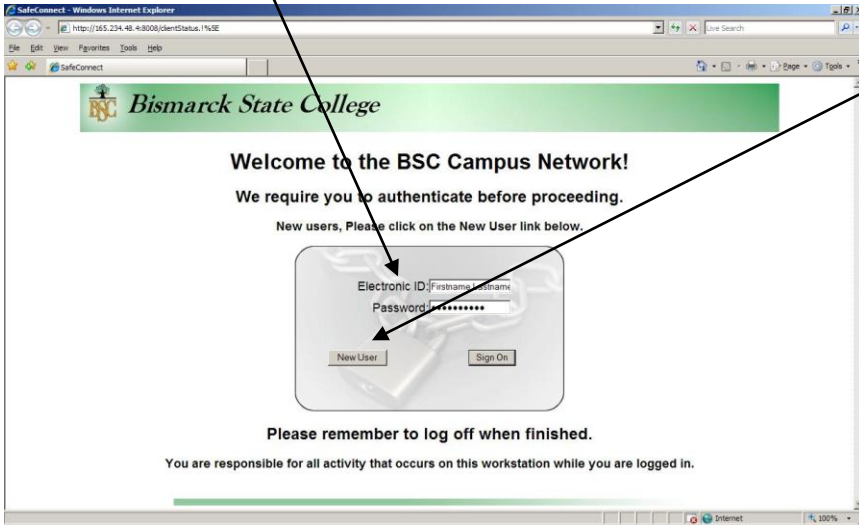 SafeConnect - Windows Internet Explorer
http://165.234.48.4:8008/clientStatus.!%5E
Live Search
File Edit View Favorites Tools Help
SafeConnect
Page Tools
BSC Bismarck State College
Welcome to the BSC Campus Network!
We require you to authenticate before proceeding.
New users, Please click on the New User link below.
Electronic ID: Firstname.Lastname
Password: ••••••••••
New User Sign On
Please remember to log off when finished.
You are responsible for all activity that occurs on this workstation while you are logged in.
Internet 100%